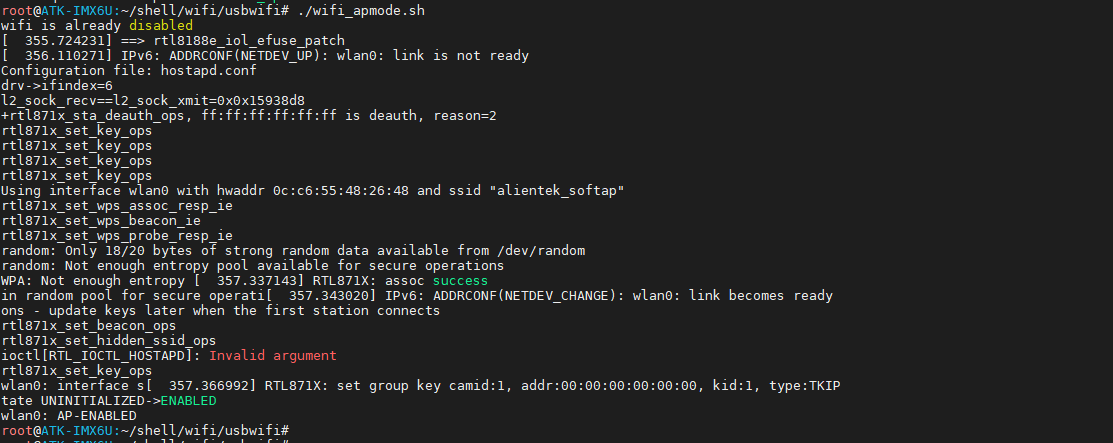 root@ATK-IMX6U:~/shell/wifi/usbwifi# ./wifi_apmode.sh
wifi is already disabled
[  355.724231] ==> rtl8188e_iol_efuse_patch
[  356.110271] IPv6: ADDRCONF(NETDEV_UP): wlan0: link is not ready
Configuration file: hostapd.conf
drv->ifindex=6
l2_sock_recv==l2_sock_xmit=0x0x15938d8
+rtl871x_sta_deauth_ops, ff:ff:ff:ff:ff:ff is deauth, reason=2
rtl871x_set_key_ops
rtl871x_set_key_ops
rtl871x_set_key_ops
rtl871x_set_key_ops
Using interface wlan0 with hwaddr 0c:c6:55:48:26:48 and ssid "alientek_softap"
rtl871x_set_wps_assoc_resp_ie
rtl871x_set_wps_beacon_ie
rtl871x_set_wps_probe_resp_ie
random: Only 18/20 bytes of strong random data available from /dev/random
random: Not enough entropy pool available for secure operations
WPA: Not enough entropy [  357.337143] RTL871X: assoc success
in random pool for secure operati[  357.343020] IPv6: ADDRCONF(NETDEV_CHANGE): wlan0: link becomes ready
ons - update keys later when the first station connects
rtl871x_set_beacon_ops
rtl871x_set_hidden_ssid_ops
ioctl[RTL_IOCTL_HOSTAPD]: Invalid argument
rtl871x_set_key_ops
wlan0: interface s[  357.366992] RTL871X: set group key camid:1, addr:00:00:00:00:00:00, kid:1, type:TKIP
tate UNINITIALIZED->ENABLED
wlan0: AP-ENABLED
root@ATK-IMX6U:~/shell/wifi/usbwifi#
root@ATK-IMX6U:~/shell/wifi/usbwifi#